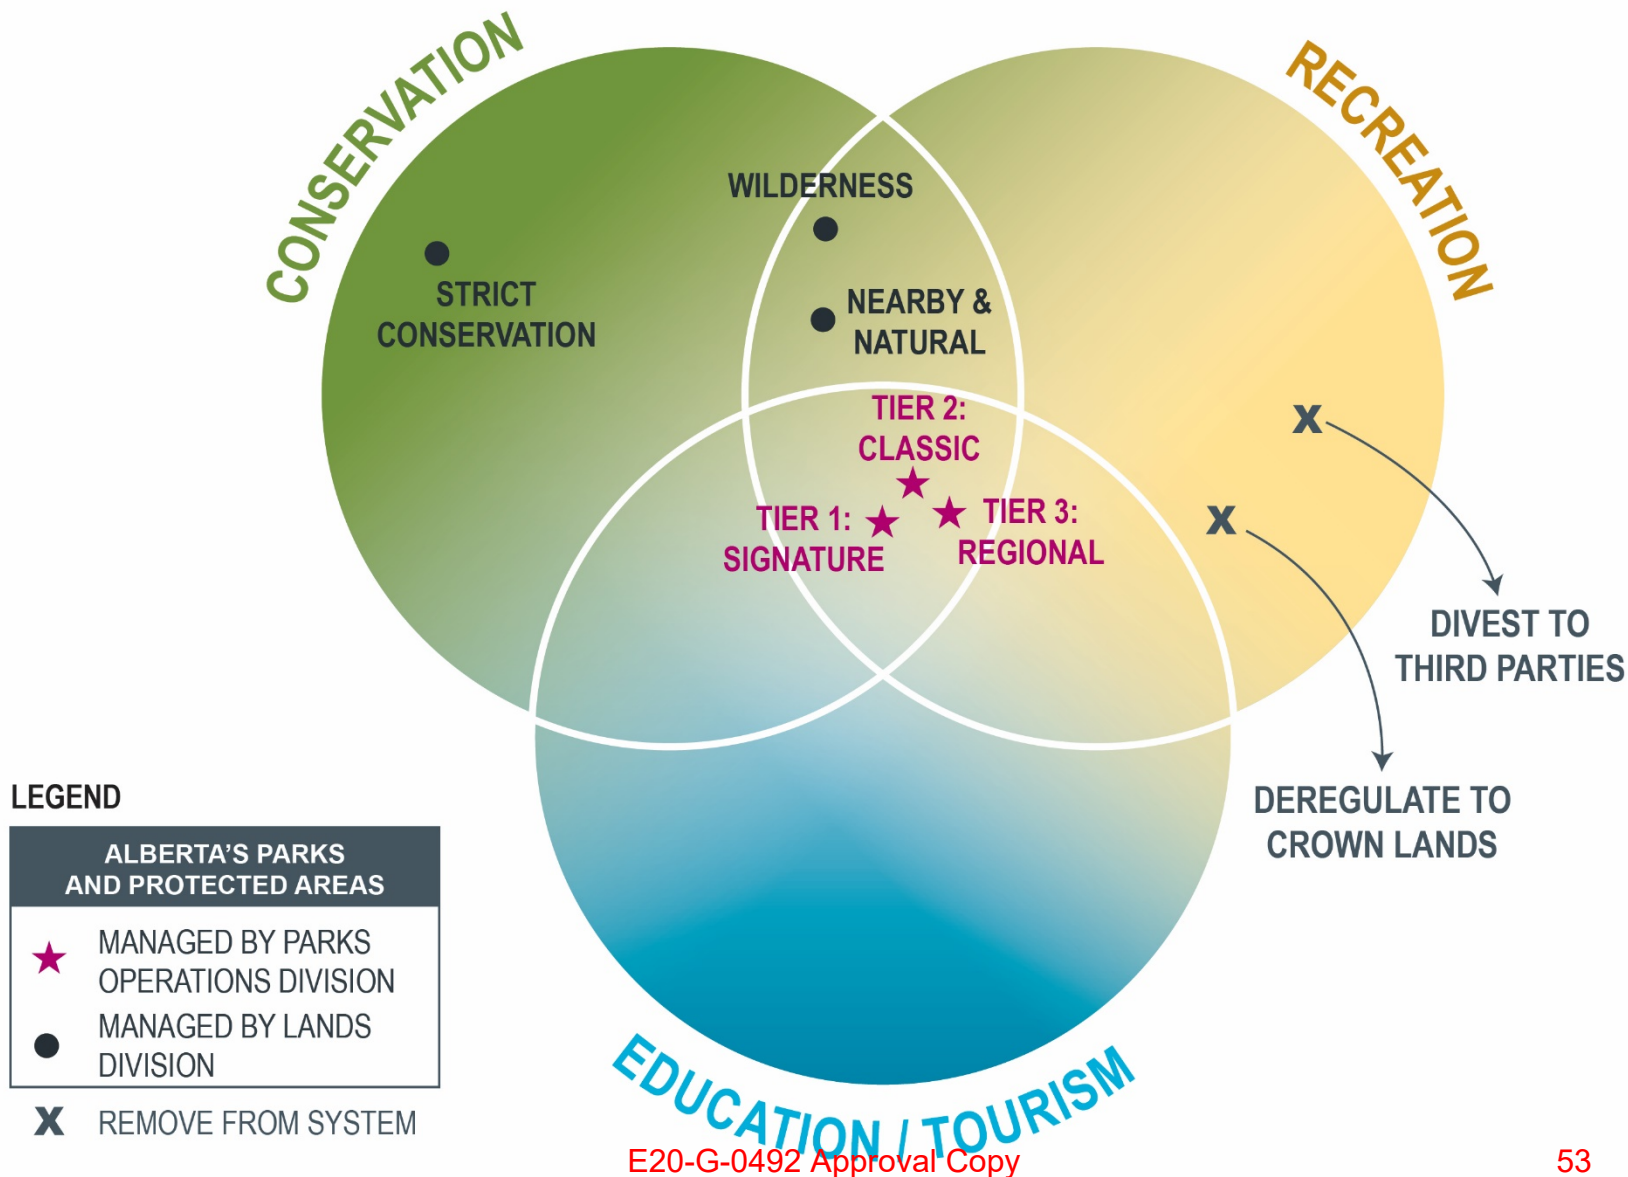 CONSERVATION
RECREATION
WILDERNESS
STRICT
CONSERVATION
NEARBY &
NATURAL
TIER 2:
CLASSIC
TIER 1:
SIGNATURE
TIER 3:
REGIONAL
X
X
DIVEST TO
THIRD PARTIES
DEREGULATE TO
CROWN LANDS
EDUCATION / TOURISM
LEGEND
ALBERTA'S PARKS
AND PROTECTED AREAS
MANAGED BY PARKS
OPERATIONS DIVISION
MANAGED BY LANDS
DIVISION
X REMOVE FROM SYSTEM
E20-G-0492 Approval Copy
53